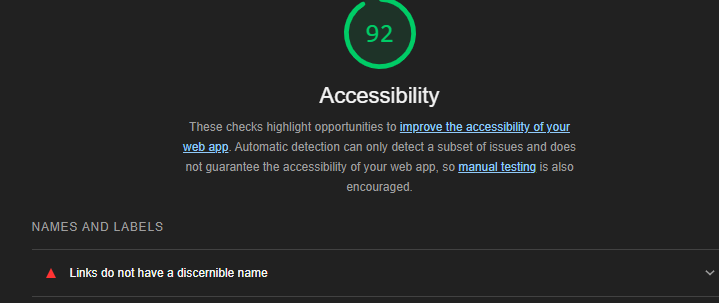 92
Accessibility
These checks highlight opportunities to improve the accessibility of your
web app. Automatic detection can only detect a subset of issues and does
not guarantee the accessibility of your web app, so manual testing is also
encouraged.
NAMES AND LABELS
Links do not have a discernible name